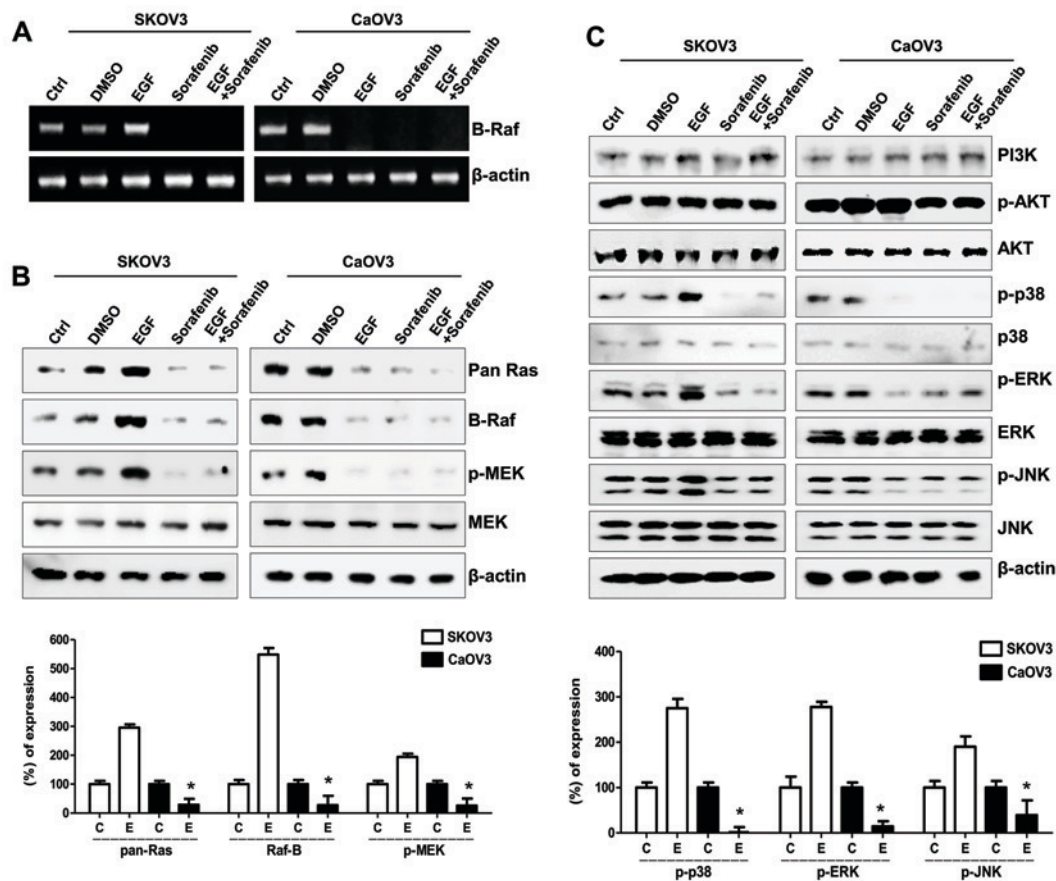 A
SKOV3
CaOV3
Ctrl
DMSO
EGF
Sorafenib
EGF
+Sorafenib
Ctrl
DMSO
EGF
Sorafenib
EGF
+Sorafenib
B-Raf
β-actin
B
SKOV3
CaOV3
Ctrl
DMSO
EGF
Sorafenib
EGF
+Sorafenib
Ctrl
DMSO
EGF
Sorafenib
EGF
+Sorafenib
Pan Ras
B-Raf
p-MEK
MEK
β-actin
(%) of expression
600
500
400
300
200
100
0
SKOV3
CaOV3
C E C E C E C E C E C E
* * *
pan-Ras Raf-B p-MEK
C
SKOV3
CaOV3
Ctrl
DMSO
EGF
Sorafenib
EGF
+Sorafenib
Ctrl
DMSO
EGF
Sorafenib
EGF
+Sorafenib
PI3K
p-AKT
AKT
p-p38
p38
p-ERK
ERK
p-JNK
JNK
β-actin
(%) of expression
400
300
200
100
0
SKOV3
CaOV3
* * *
C E C E C E C E C E C E
p-p38 p-ERK p-JNK